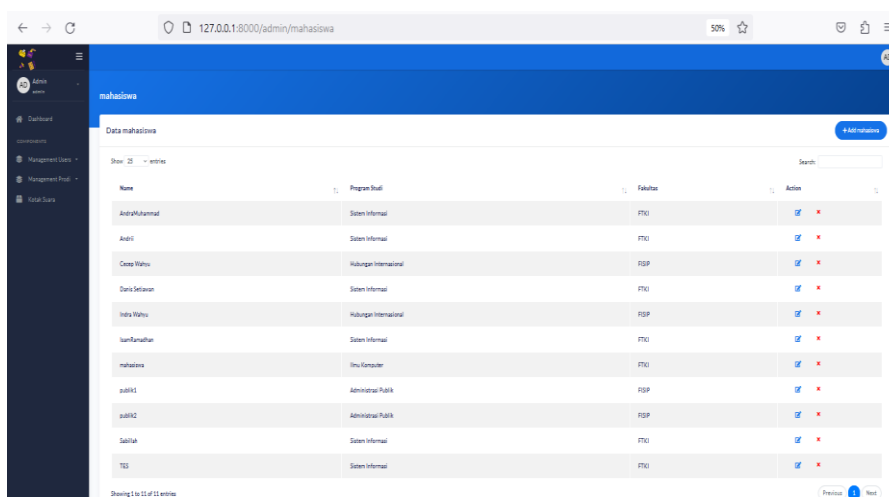 127.0.0.1:8000/admin/mahasiswa 50%
AD Admin
admin
mahasiswa
Dashboard
COMPONENTS
Management Users
Management Prodi
Kotak Suara
Data mahasiswa +Add mahasiswa
Show 25 entries Search:
Name Program Studi Fakultas Action
AndraMuhammad Sistem Informasi FTKI
Andrii Sistem Informasi FTKI
Cecep Wahyu Hubungan Internasional FISIP
Danis Setiawan Sistem Informasi FTKI
Indra Wahyu Hubungan Internasional FISIP
IsamRamadhan Sistem Informasi FTKI
mahasiswa Ilmu Komputer FTKI
publik1 Administrasi Publik FISIP
publik2 Administrasi Publik FISIP
Sabillah Sistem Informasi FTKI
TES Sistem Informasi FTKI
Showing 1 to 11 of 11 entries Previous 1 Next